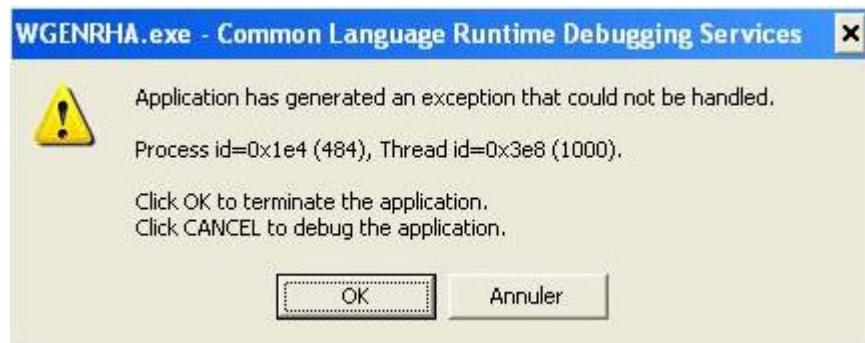 WGENRHA.exe - Common Language Runtime Debugging Services
Application has generated an exception that could not be handled.
Process id=0x1e4 (484), Thread id=0x3e8 (1000).
Click OK to terminate the application.
Click CANCEL to debug the application.
OK Annuler